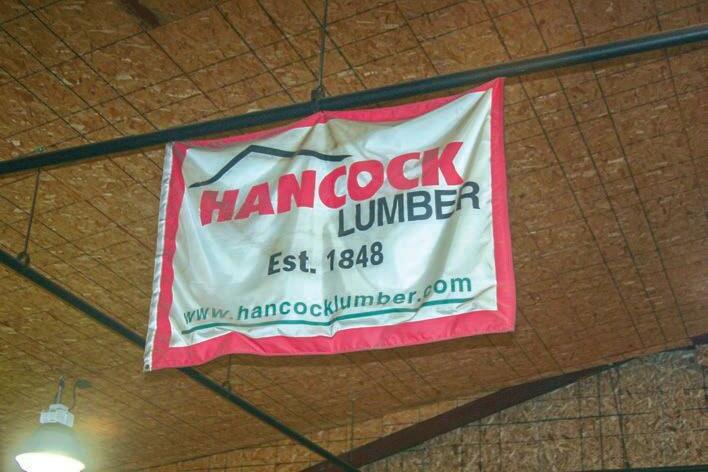 HANCOCK
LUMBER
Est. 1848
www.hancocklumber.com